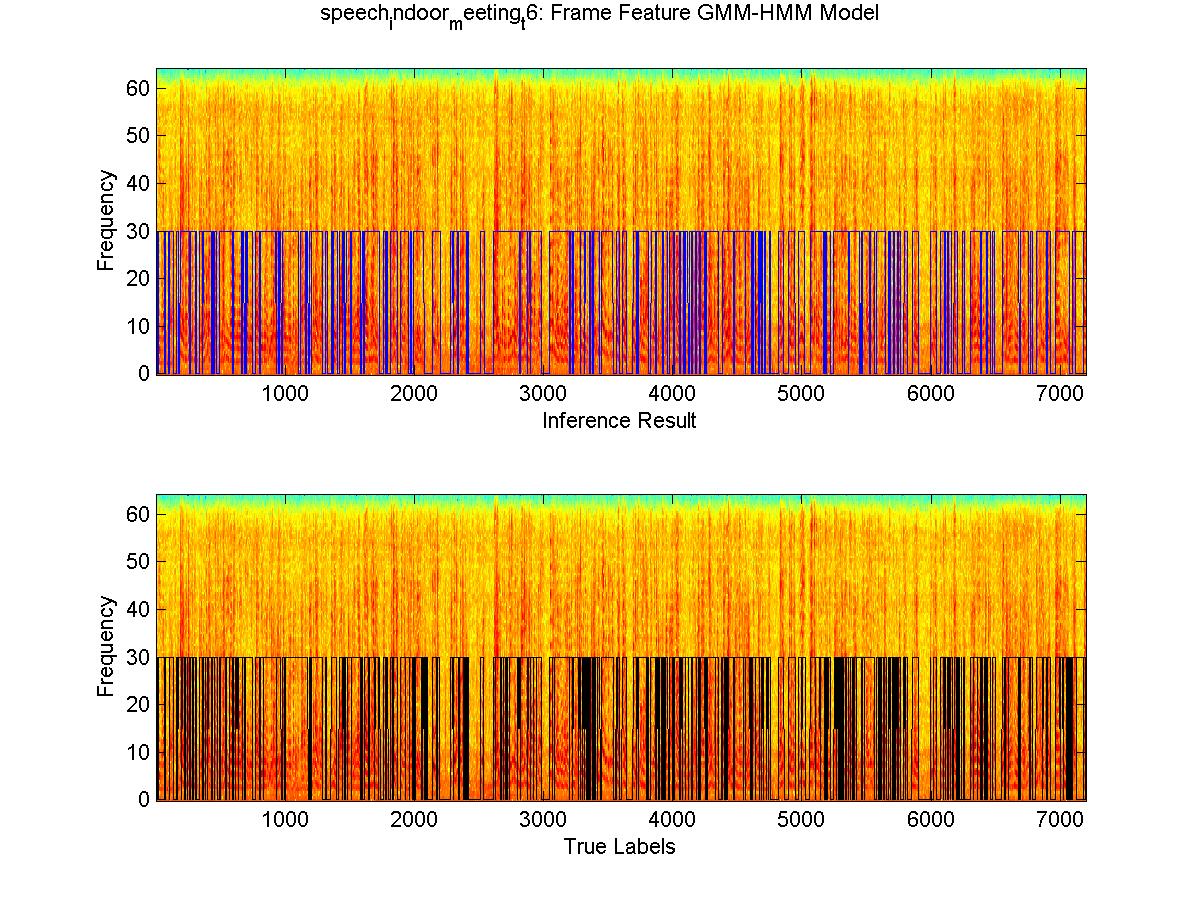 speech_indoor_meeting_t6: Frame Feature GMM-HMM Model
60
50
40
30
20
10
0
Frequency
1000 2000 3000 4000 5000 6000 7000
Inference Result
60
50
40
30
20
10
0
Frequency
1000 2000 3000 4000 5000 6000 7000
True Labels